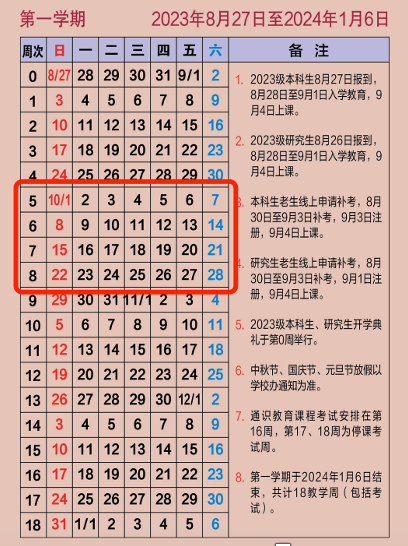 第一学期 2023年8月27日至2024年1月6日
周次 日 一 二 三 四 五 六 备 注
0 8/27 28 29 30 31 9/1 2
1 3 4 5 6 7 8 9
2 10 11 12 13 14 15 16
3 17 18 19 20 21 22 23
4 24 25 26 27 28 29 30
5 10/1 2 3 4 5 6 7
6 8 9 10 11 12 13 14
7 15 16 17 18 19 20 21
8 22 23 24 25 26 27 28
9 29 30 31 11/1 2 3 4
10 5 6 7 8 9 10 11
11 12 13 14 15 16 17 18
12 19 20 21 22 23 24 25
13 26 27 28 29 30 12/1 2
14 3 4 5 6 7 8 9
15 10 11 12 13 14 15 16
16 17 18 19 20 21 22 23
17 24 25 26 27 28 29 30
18 31 1/1 2 3 4 5 6
1. 2023级本科生8月27日报到，
8月28日至9月1日入学教育，9
月4日上课。
2. 2023级研究生8月26日报到，
8月28日至9月1日入学教育，9
月4日上课。
3. 本科生老生线上申请补考，8月
30日至9月3日补考，9月3日注
册，9月4日上课。
4. 研究生老生线上申请补考，8月
30日至9月3日补考，9月1日注
册，9月4日上课。
5. 2023级本科生、研究生开学典
礼于第0周举行。
6. 中秋节、国庆节、元旦节放假以
学校办通知为准。
7. 通识教育课程考试安排在第
16周，第17、18周为停课考
试周。
8. 第一学期于2024年1月6日结
束，共计18教学周（包括考
试）。